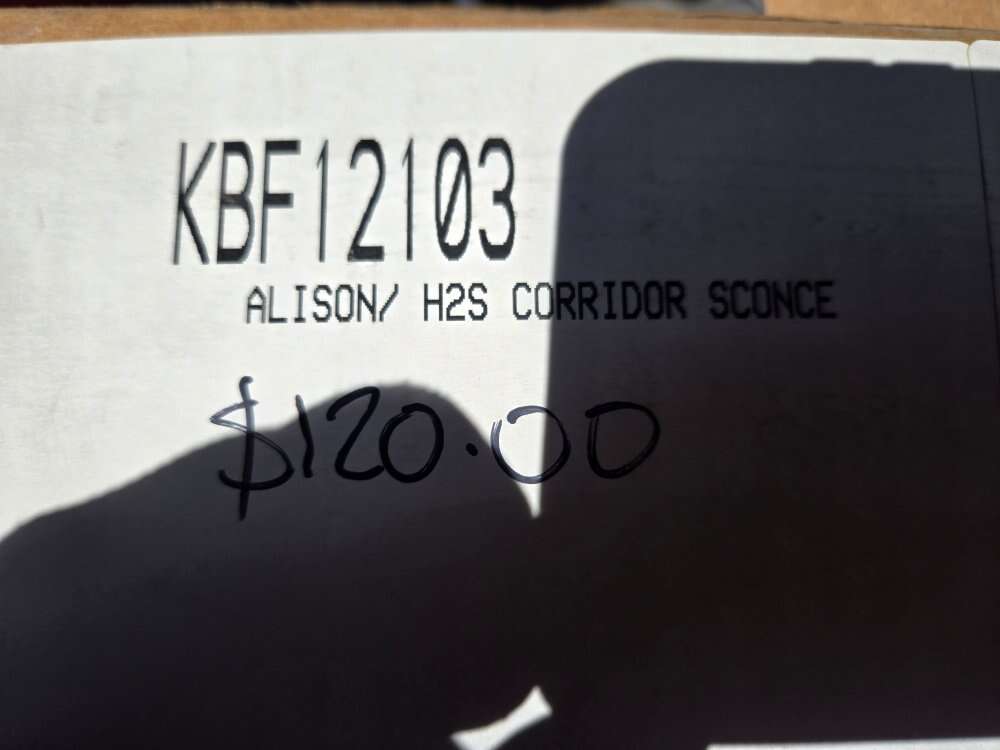 KBF12103
ALISON/ H2S CORRIDOR SCONCE
$120.00